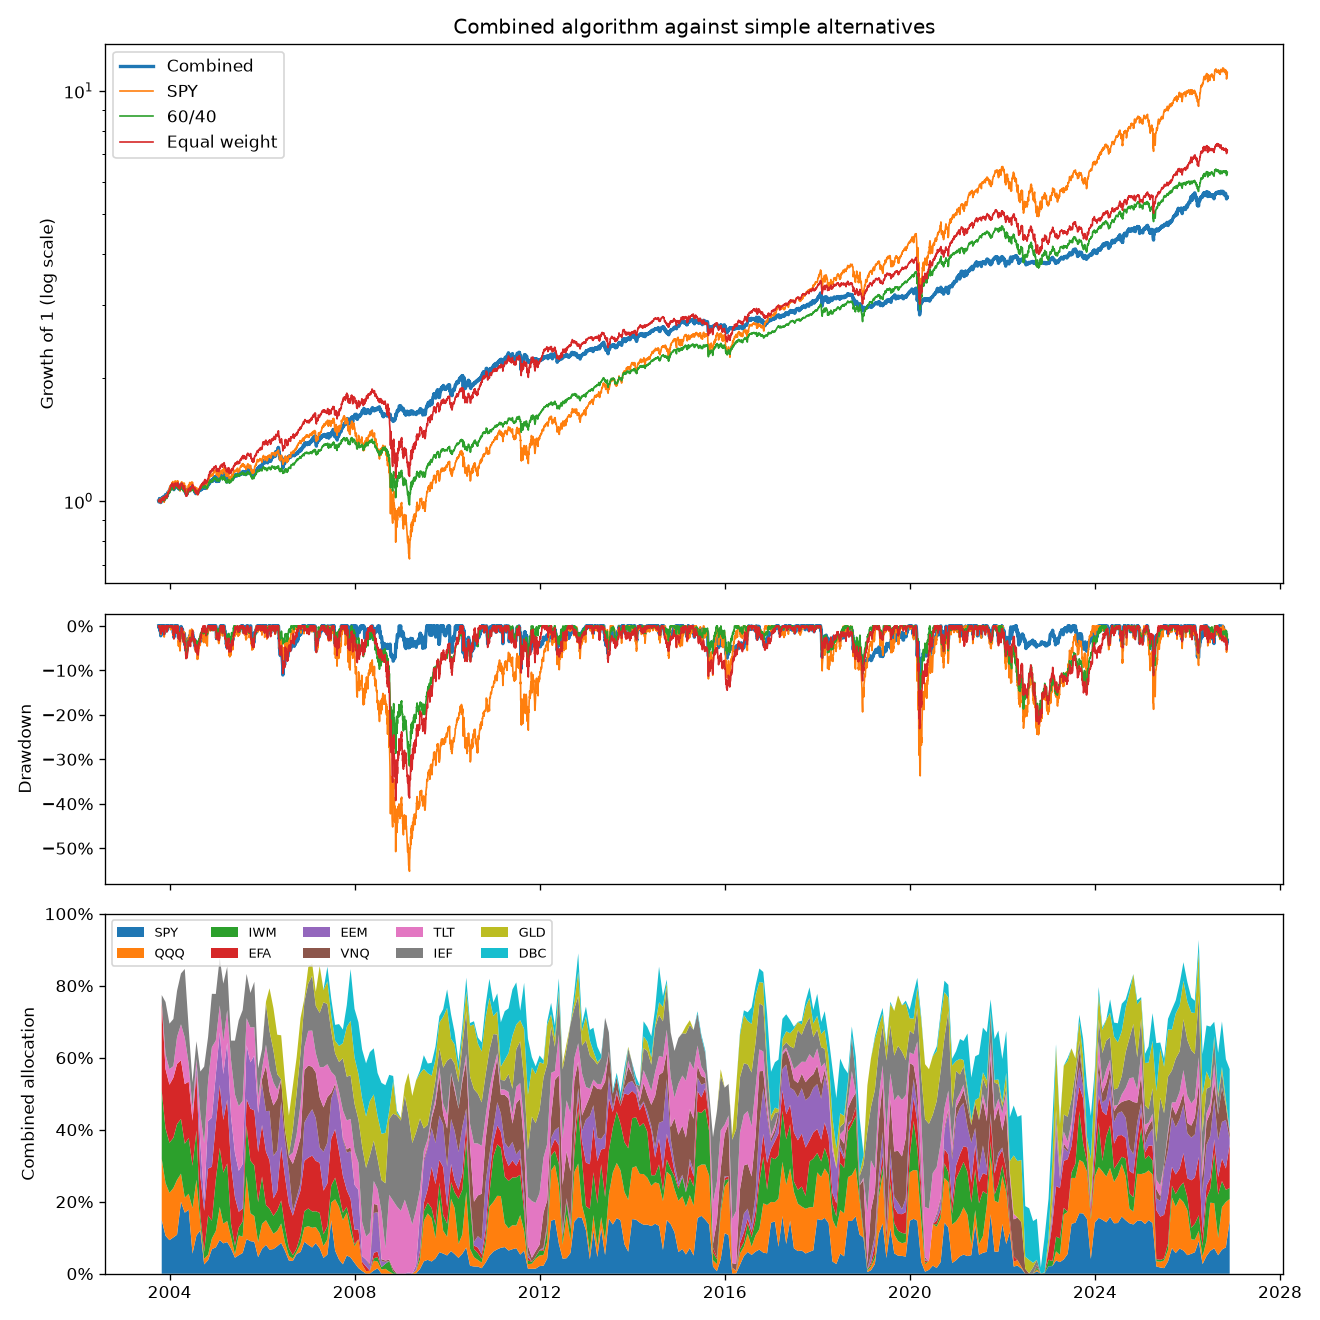 Combined algorithm against simple alternatives
Combined
SPY
60/40
Equal weight
10¹
10⁰
Growth of 1 (log scale)
0%
−10%
−20%
−30%
−40%
−50%
Drawdown
100%
80%
60%
40%
20%
0%
Combined allocation
SPY IWM EEM TLT GLD
QQQ EFA VNQ IEF DBC
2004 2008 2012 2016 2020 2024 2028